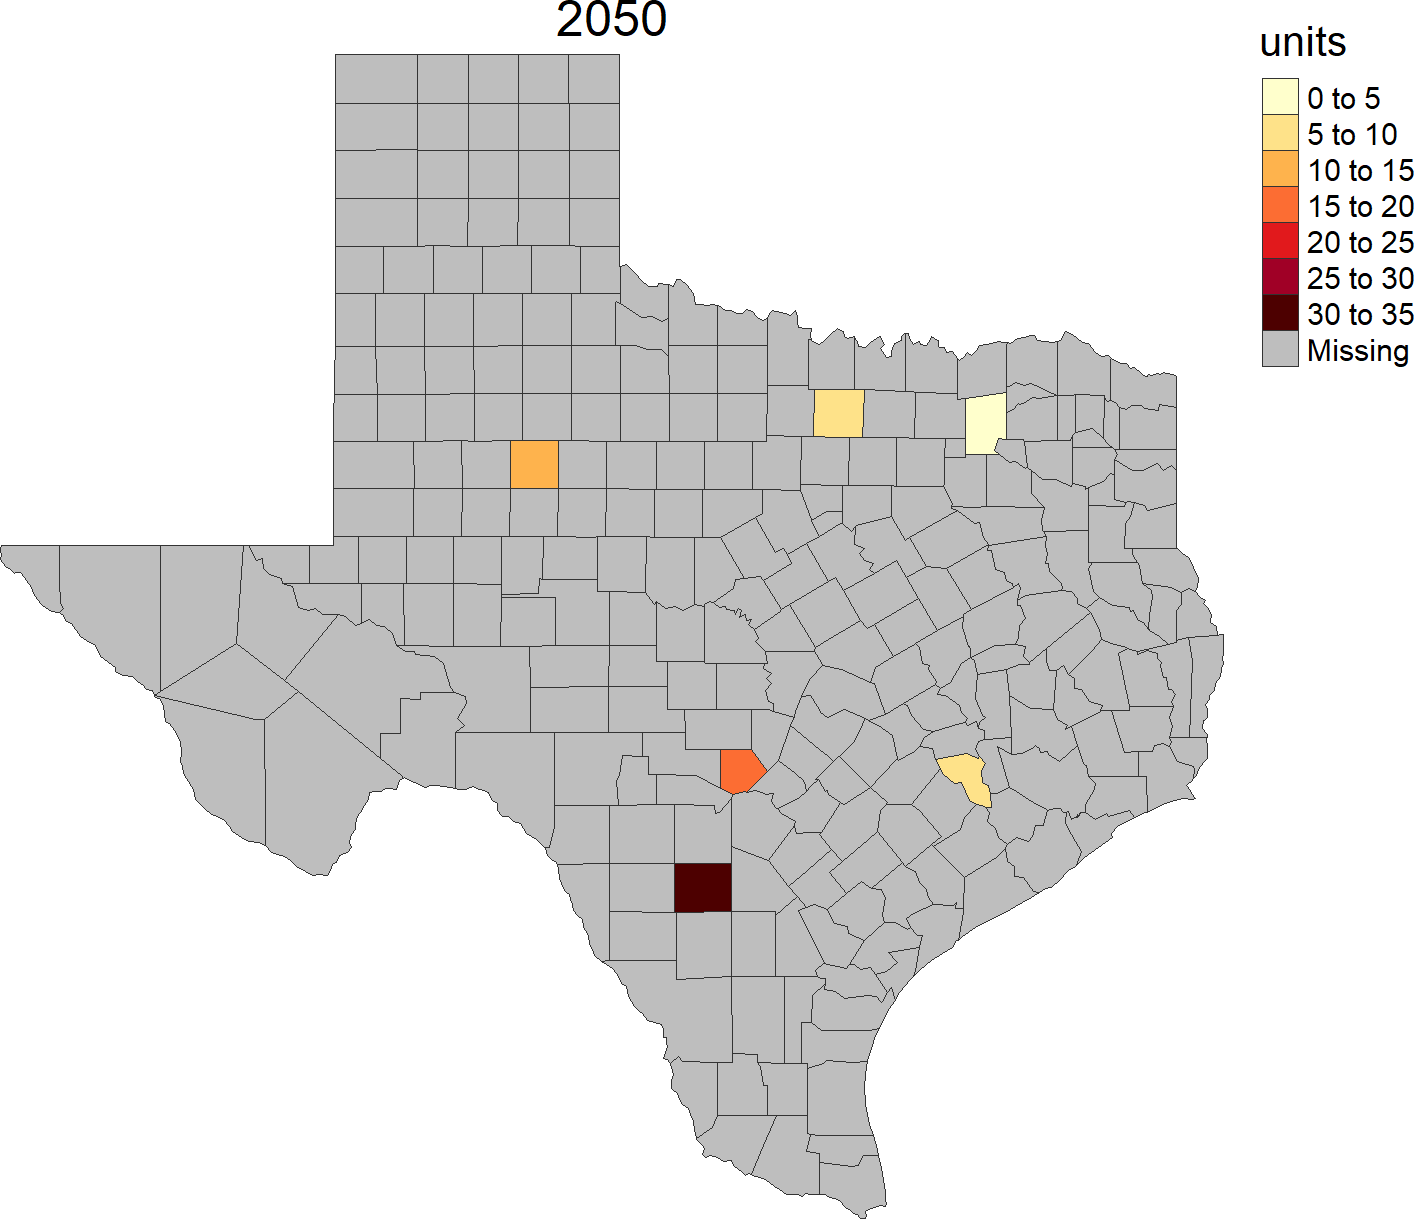 2050
units
0 to 5
5 to 10
10 to 15
15 to 20
20 to 25
25 to 30
30 to 35
Missing